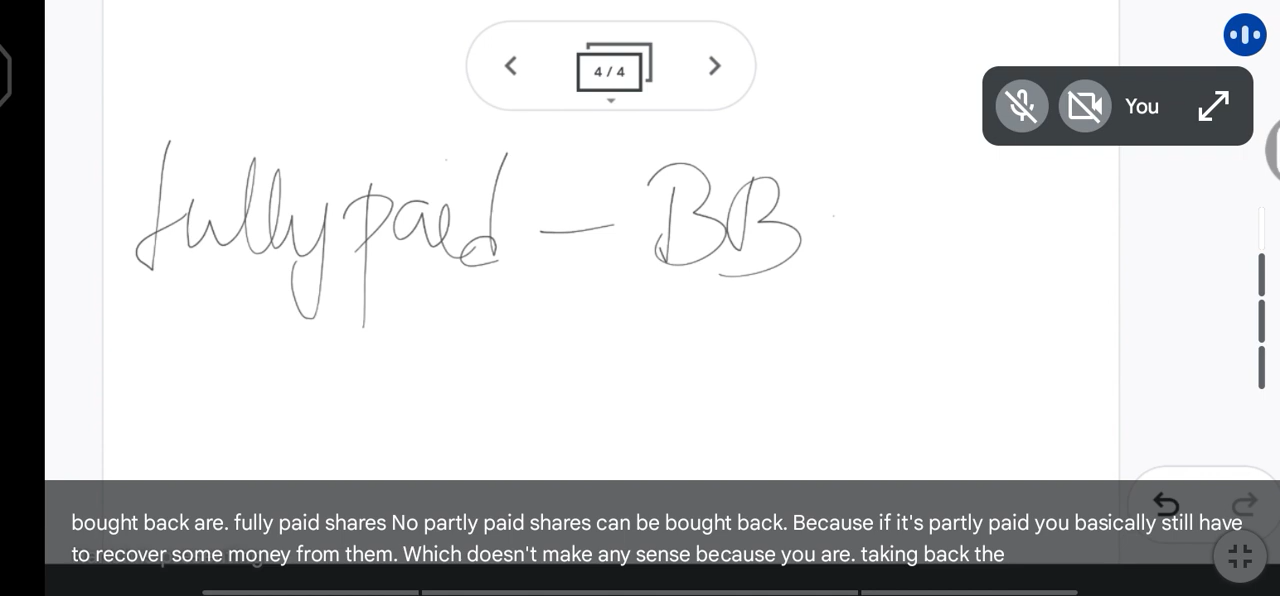 4 / 4
You
fully paid — BB
bought back are. fully paid shares No partly paid shares can be bought back. Because if it's partly paid you basically still have
to recover some money from them. Which doesn't make any sense because you are. taking back the